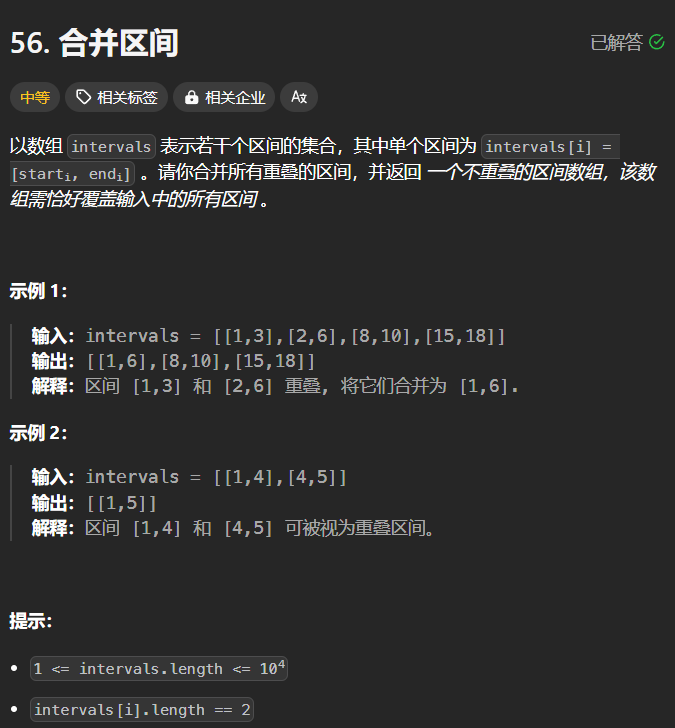 56. 合并区间
已解答
中等 相关标签 相关企业 Aх
以数组 intervals 表示若干个区间的集合，其中单个区间为 intervals[i] =
[startᵢ, endᵢ] 。请你合并所有重叠的区间，并返回 一个不重叠的区间数组，该数
组需恰好覆盖输入中的所有区间 。
示例 1：
输入：intervals = [[1,3],[2,6],[8,10],[15,18]]
输出：[[1,6],[8,10],[15,18]]
解释：区间 [1,3] 和 [2,6] 重叠, 将它们合并为 [1,6].
示例 2：
输入：intervals = [[1,4],[4,5]]
输出：[[1,5]]
解释：区间 [1,4] 和 [4,5] 可被视为重叠区间。
提示：
• 1 <= intervals.length <= 10⁴
• intervals[i].length == 2